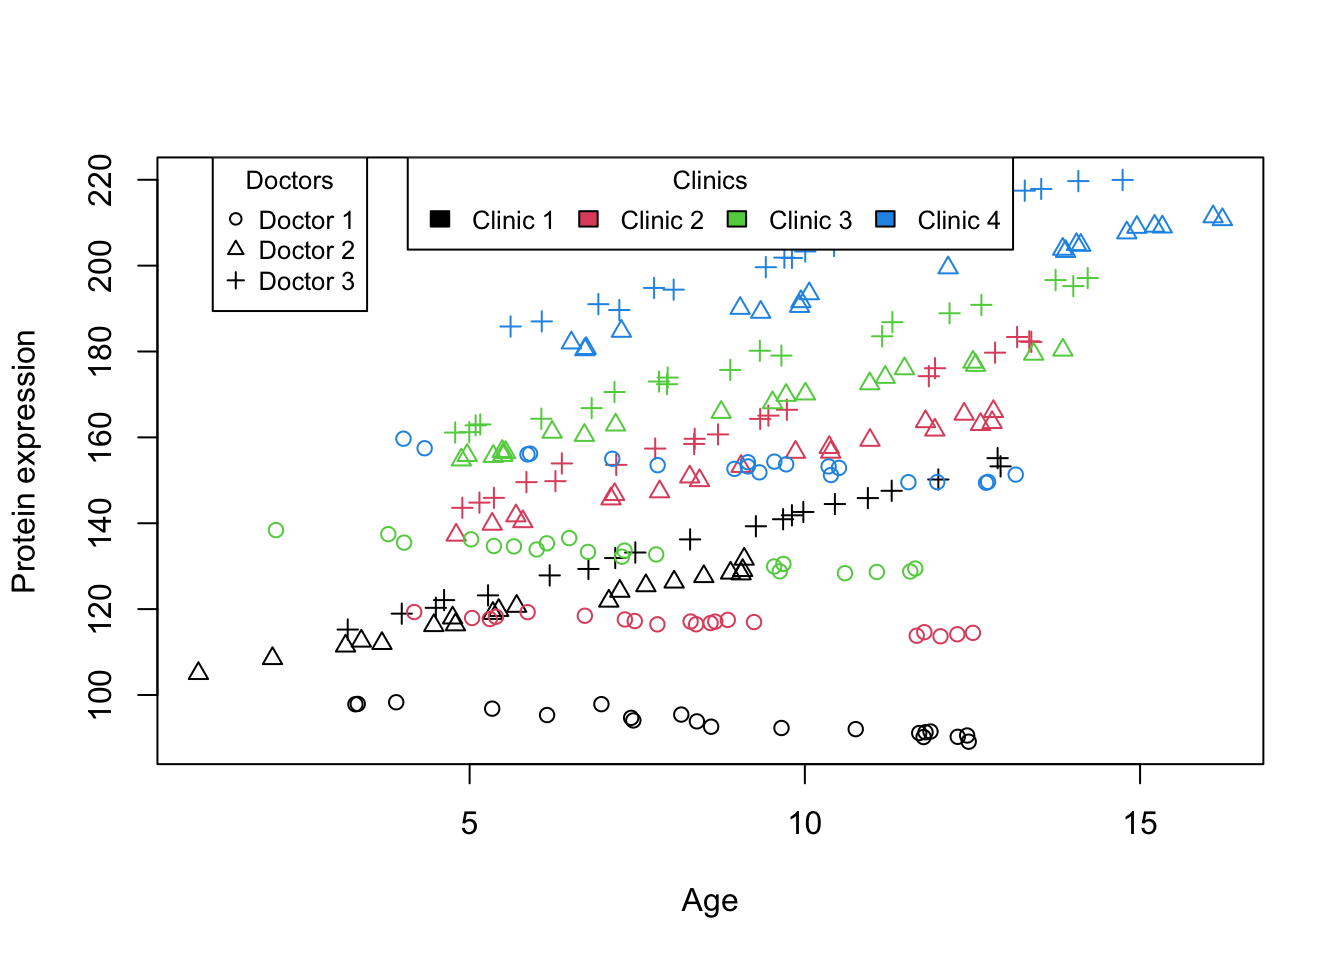 Doctors
Doctor 1
Doctor 2
Doctor 3
Clinics
Clinic 1 Clinic 2 Clinic 3 Clinic 4
Protein expression
220
200
180
160
140
120
100
5 10 15
Age